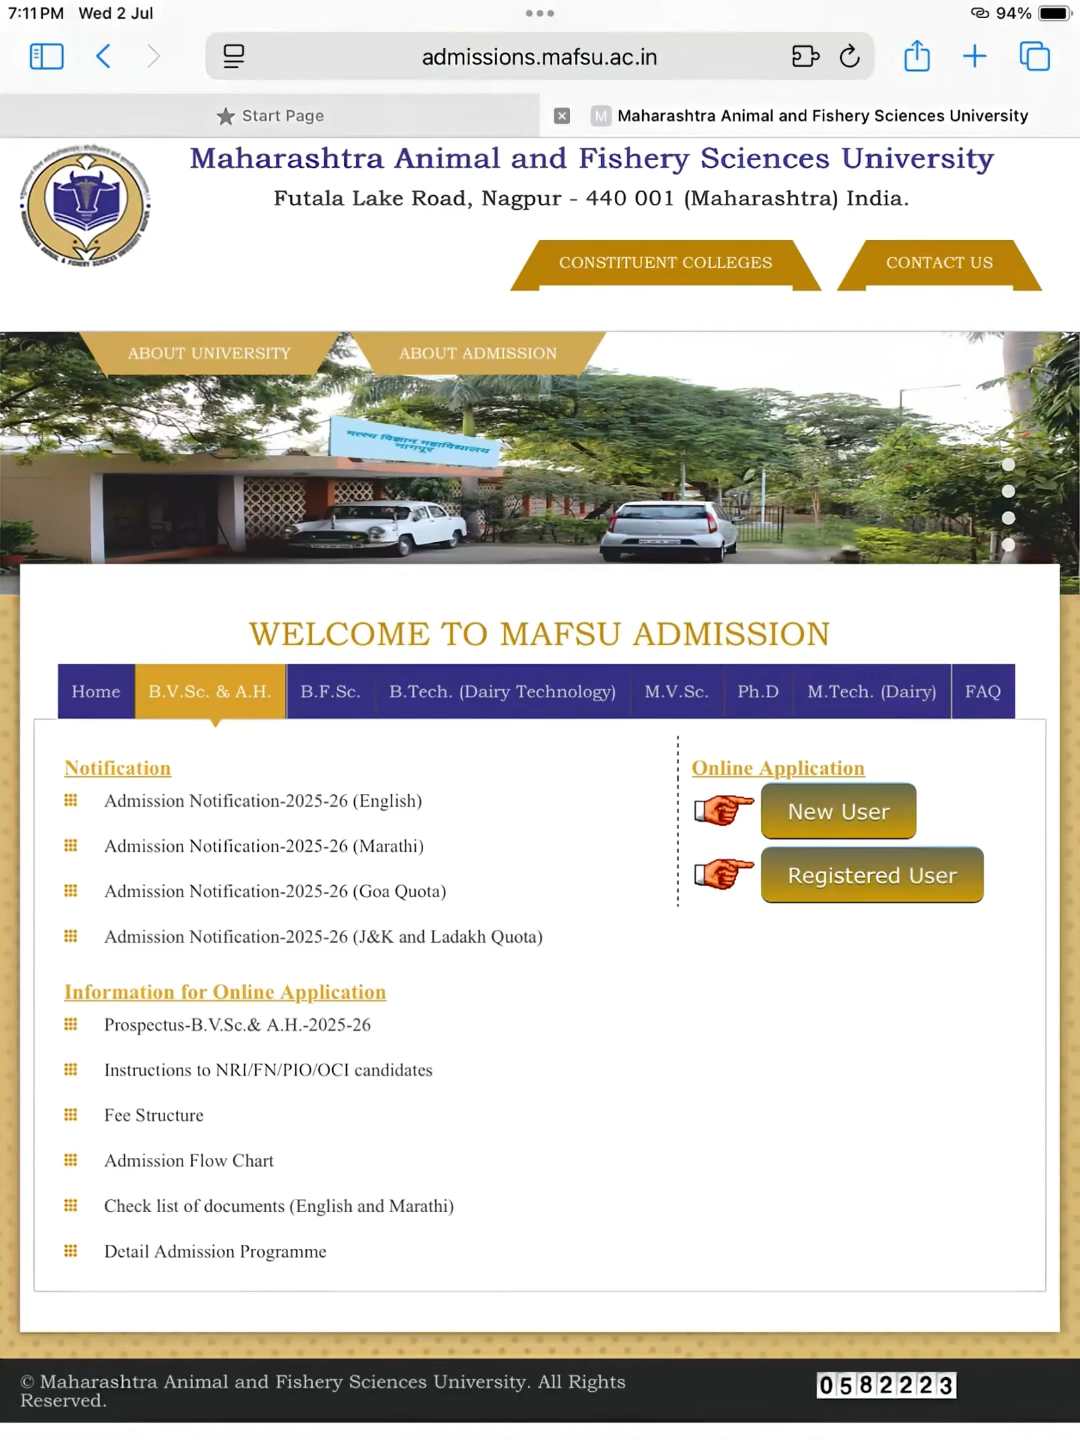 7:11 PM Wed 2 Jul
94%
admissions.mafsu.ac.in
Start Page
M Maharashtra Animal and Fishery Sciences University
Maharashtra Animal and Fishery Sciences University
Futala Lake Road, Nagpur - 440 001 (Maharashtra) India.
CONSTITUENT COLLEGES CONTACT US
ABOUT UNIVERSITY ABOUT ADMISSION
मत्स्य विज्ञान महाविद्यालय
नागपूर
WELCOME TO MAFSU ADMISSION
Home B.V.Sc. & A.H. B.F.Sc. B.Tech. (Dairy Technology) M.V.Sc. Ph.D M.Tech. (Dairy) FAQ
Notification
Admission Notification-2025-26 (English)
Admission Notification-2025-26 (Marathi)
Admission Notification-2025-26 (Goa Quota)
Admission Notification-2025-26 (J&K and Ladakh Quota)
Information for Online Application
Prospectus-B.V.Sc.& A.H.-2025-26
Instructions to NRI/FN/PIO/OCI candidates
Fee Structure
Admission Flow Chart
Check list of documents (English and Marathi)
Detail Admission Programme
Online Application
New User
Registered User
© Maharashtra Animal and Fishery Sciences University. All Rights
Reserved.
0582223